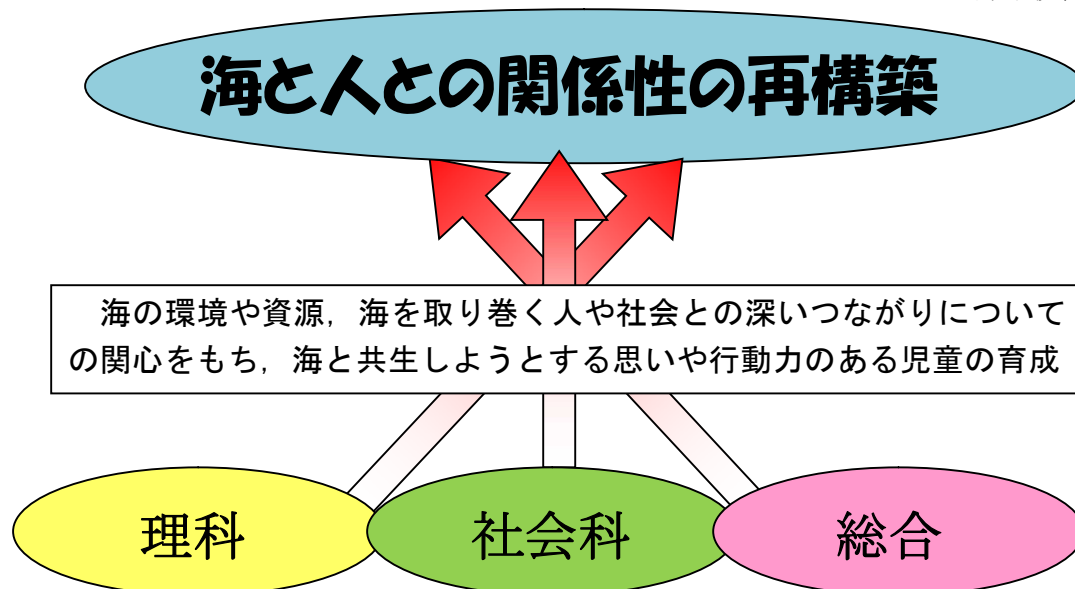 海と人との関係性の再構築
海の環境や資源，海を取り巻く人や社会との深いつながりについて
の関心をもち，海と共生しようとする思いや行動力のある児童の育成
理科
社会科
総合